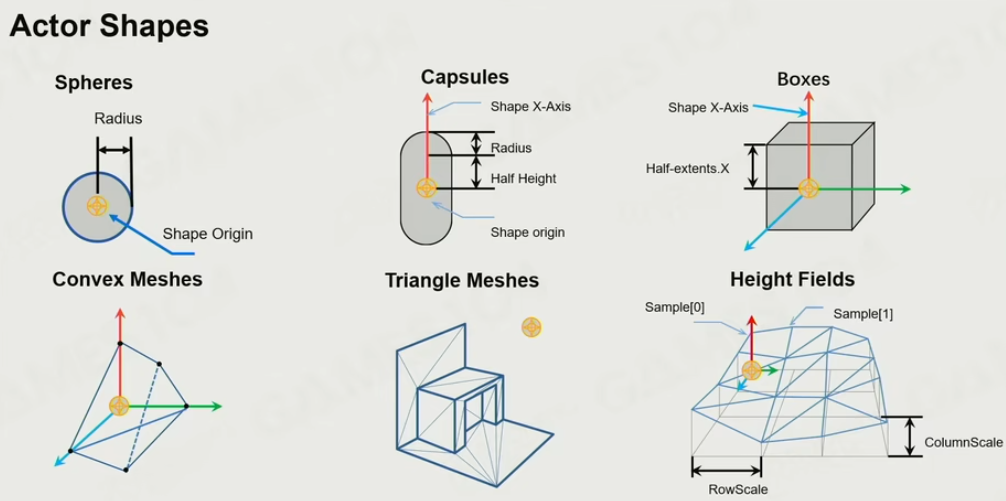 Actor Shapes
Spheres
Radius
Shape Origin
Capsules
Shape X-Axis
Radius
Half Height
Shape origin
Boxes
Shape X-Axis
Half-extents.X
Convex Meshes
Triangle Meshes
Height Fields
Sample[0]
Sample[1]
ColumnScale
RowScale